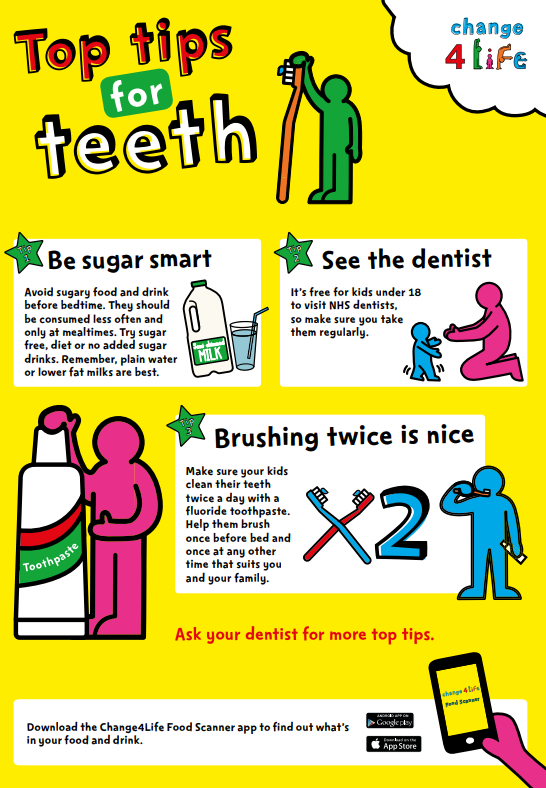 Top tips
for
teeth
change
4 LiFE
Tip
1
Be sugar smart
Avoid sugary food and drink
before bedtime. They should
be consumed less often and
only at mealtimes. Try sugar
free, diet or no added sugar
drinks. Remember, plain water
or lower fat milks are best.
MILK
Tip
2
See the dentist
It's free for kids under 18
to visit NHS dentists,
so make sure you take
them regularly.
Tip
3
Brushing twice is nice
Make sure your kids
clean their teeth
twice a day with a
fluoride toothpaste.
Help them brush
once before bed and
once at any other
time that suits you
and your family.
X2
Toothpaste
Ask your dentist for more top tips.
change 4 LiFE
Food Scanner
Download the Change4Life Food Scanner app to find out what's
in your food and drink.
ANDROID APP ON
Google play
Download on the
App Store